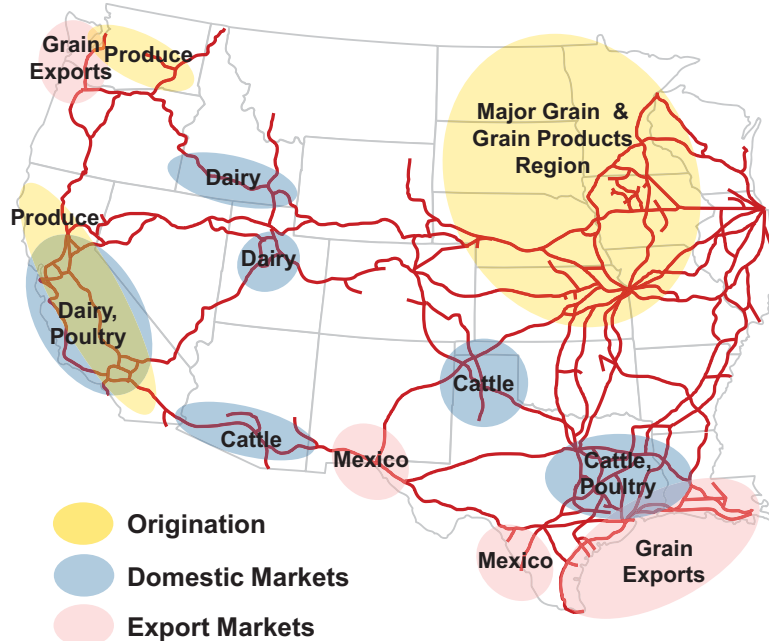 Grain
Exports
Produce
Major Grain &
Grain Products
Region
Dairy
Produce
Dairy
Dairy,
Poultry
Cattle
Cattle
Mexico
Cattle,
Poultry
Mexico
Grain
Exports
Origination
Domestic Markets
Export Markets